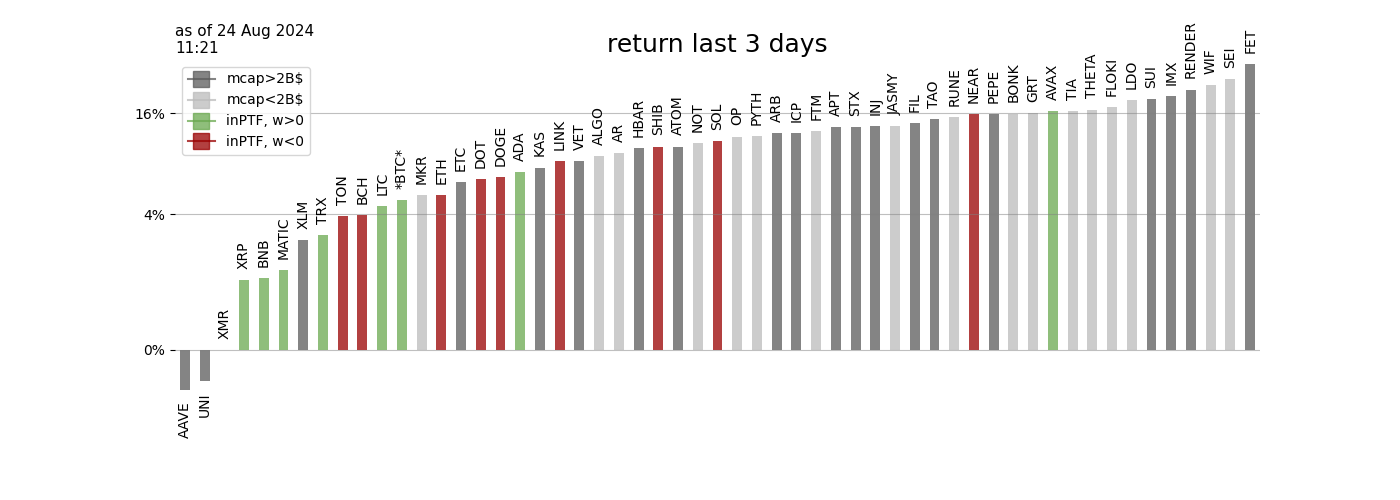 as of 24 Aug 2024
11:21
return last 3 days
mcap>2B$
mcap<2B$
inPTF, w>0
inPTF, w<0
16%
4%
0%
AAVE
UNI
XMR
XRP
BNB
MATIC
XLM
TRX
TON
BCH
LTC
*BTC*
MKR
ETH
ETC
DOT
DOGE
ADA
KAS
LINK
VET
ALGO
AR
HBAR
SHIB
ATOM
NOT
SOL
OP
PYTH
ARB
ICP
FTM
APT
STX
INJ
JASMY
FIL
TAO
RUNE
NEAR
PEPE
BONK
GRT
AVAX
TIA
THETA
FLOKI
LDO
SUI
IMX
RENDER
WIF
SEI
FET